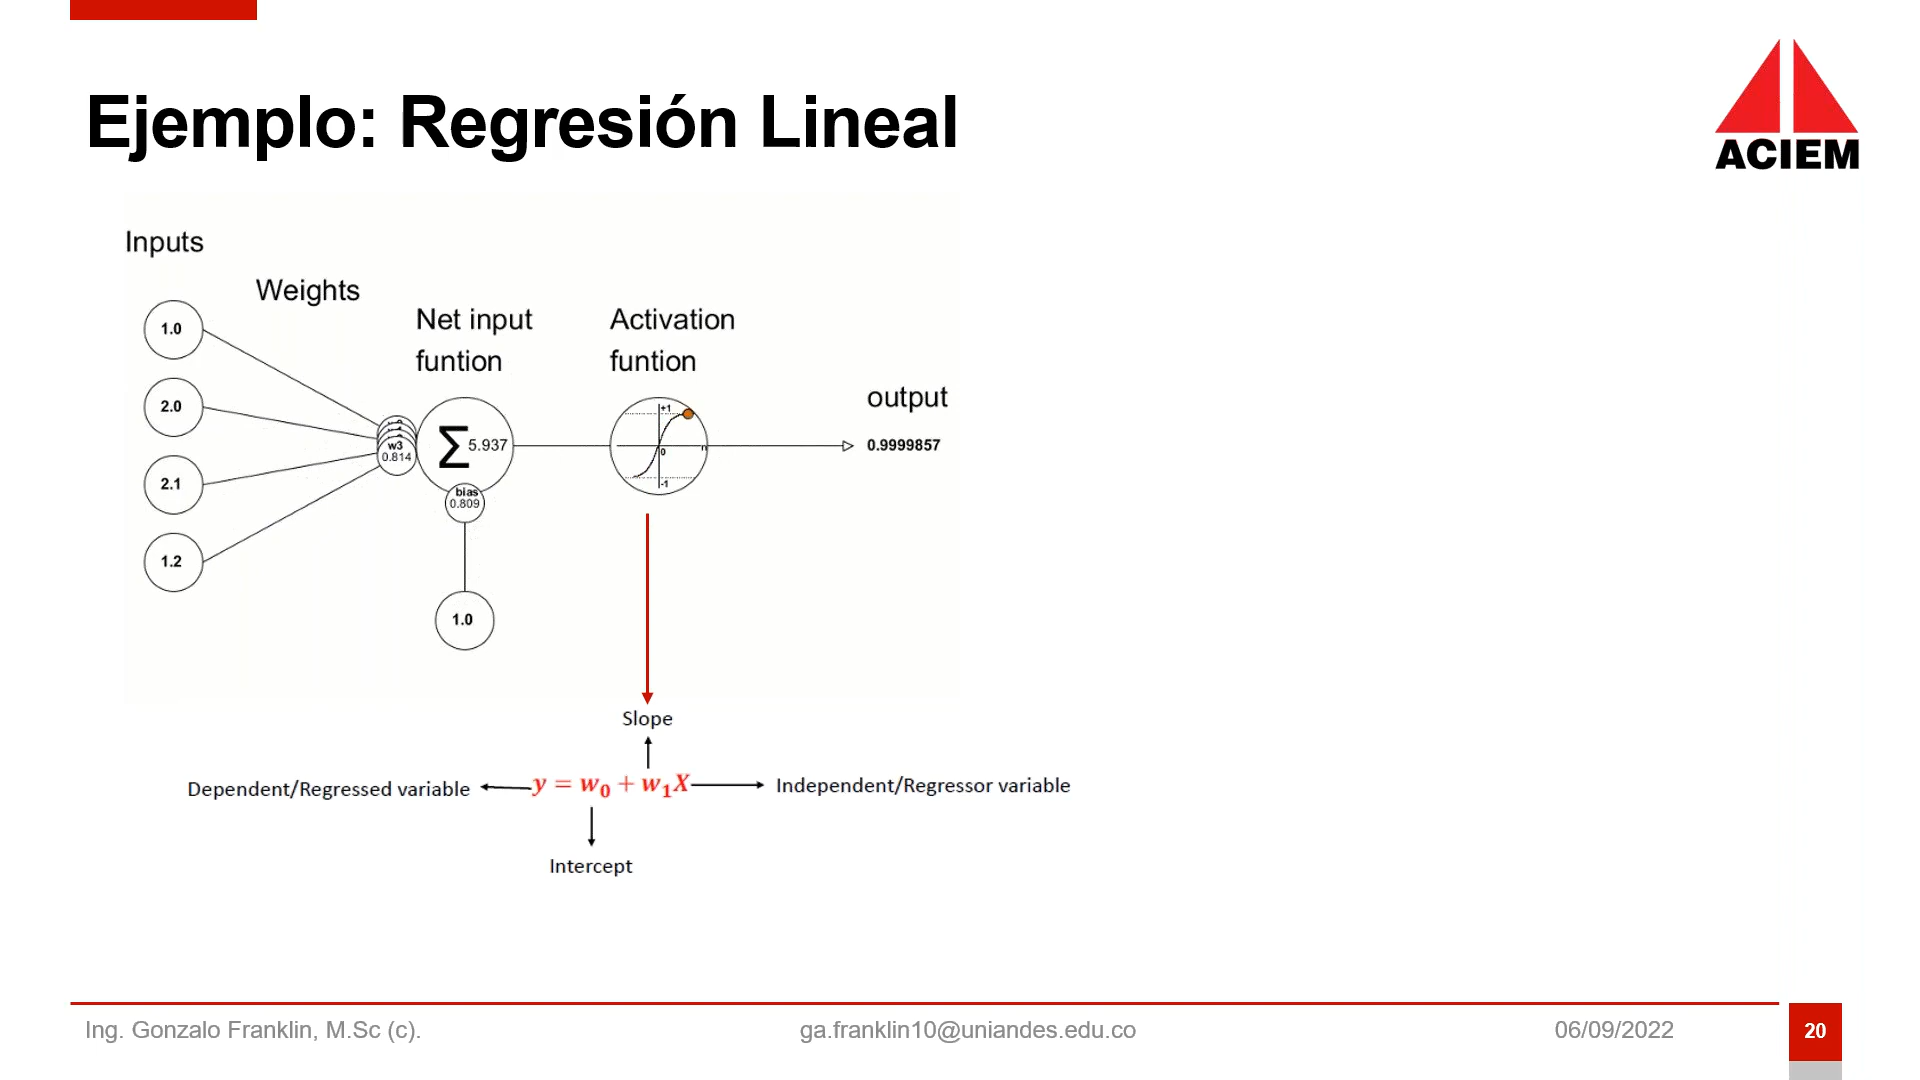 Ejemplo: Regresión Lineal
ACIEM
Inputs
Weights
Net input
funtion
Activation
funtion
output
1.0
2.0
2.1
1.2
w3
0.814
Σ 5.937
bias
0.809
1.0
+1
0
n
-1
0.9999857
Slope
Dependent/Regressed variable
y = w₀ + w₁X
Independent/Regressor variable
Intercept
Ing. Gonzalo Franklin, M.Sc (c).
ga.franklin10@uniandes.edu.co
06/09/2022
20